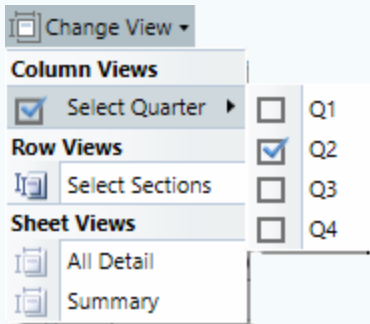 Change View
Column Views
Select Quarter
Q1
Q2
Q3
Q4
Row Views
Select Sections
Sheet Views
All Detail
Summary